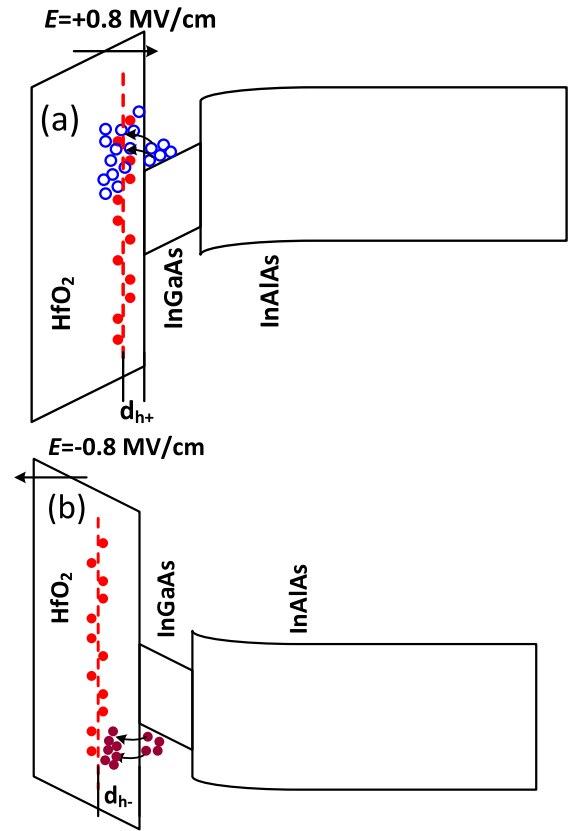 E=+0.8 MV/cm
(a)
HfO₂
InGaAs
InAlAs
dₕ₊
E=-0.8 MV/cm
(b)
HfO₂
InGaAs
InAlAs
dₕ₋